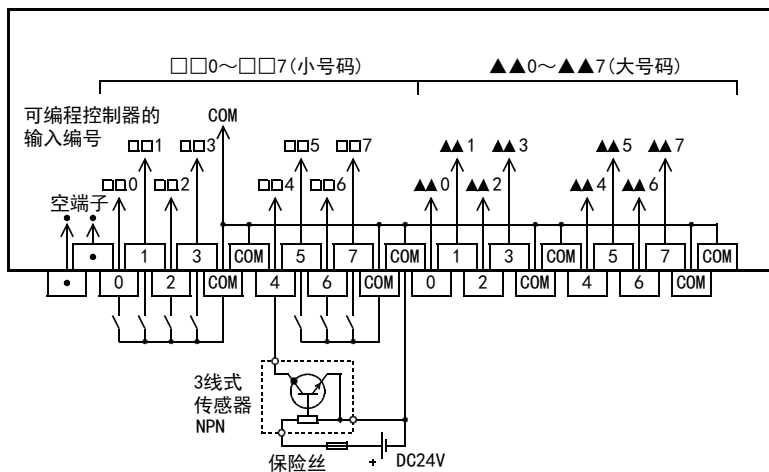 □□0～□□7(小号码)
▲▲0～▲▲7(大号码)
可编程控制器的
输入编号
COM
□□1
□□3
□□5
□□7
▲▲1
▲▲3
▲▲5
▲▲7
□□0
□□2
□□4
□□6
▲▲0
▲▲2
▲▲4
▲▲6
空端子
1
3
COM
5
7
COM
1
3
COM
5
7
COM
0
2
COM
4
6
COM
0
2
COM
4
6
COM
3线式
传感器
NPN
保险丝
+
DC24V